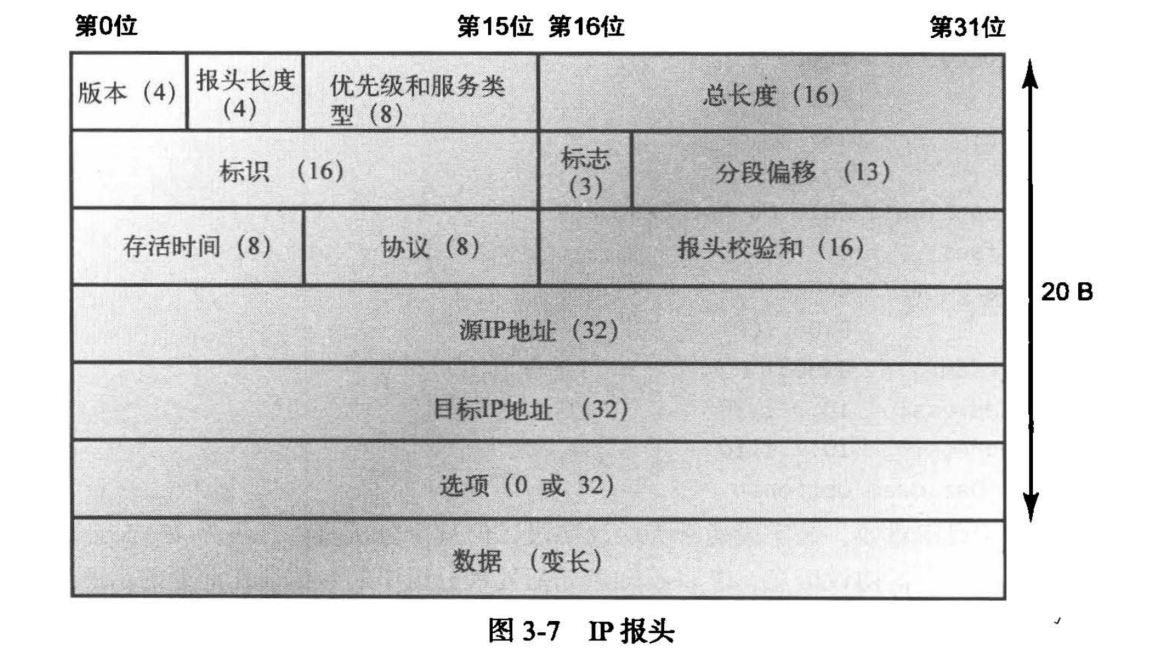 第0位 第15位 第16位 第31位
版本（4） 报头长度 优先级和服务类 总长度（16）
（4） 型（8）
标识 （16） 标志 分段偏移 （13）
（3）
存活时间（8） 协议（8） 报头校验和（16）
20 B
源IP地址（32）
目标IP地址 （32）
选项（0 或 32）
数据 （变长）
图 3-7 IP 报头